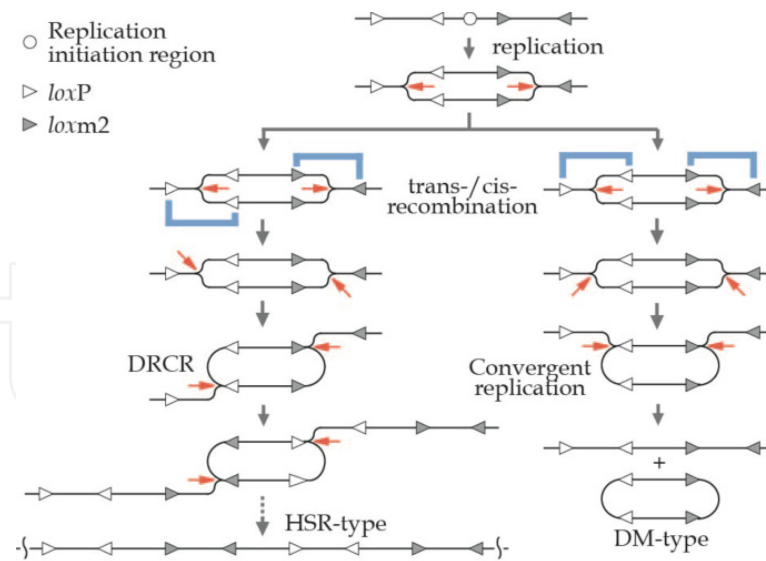 Replication
initiation region
loxP
loxm2
replication
trans-/cis-
recombination
DRCR
Convergent
replication
HSR-type
+
DM-type